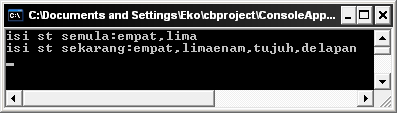 C:\Documents and Settings\Eko\cbproject\ConsoleApp...
isi st semula:empat,lima
isi st sekarang:empat,limaenam,tujuh,delapan